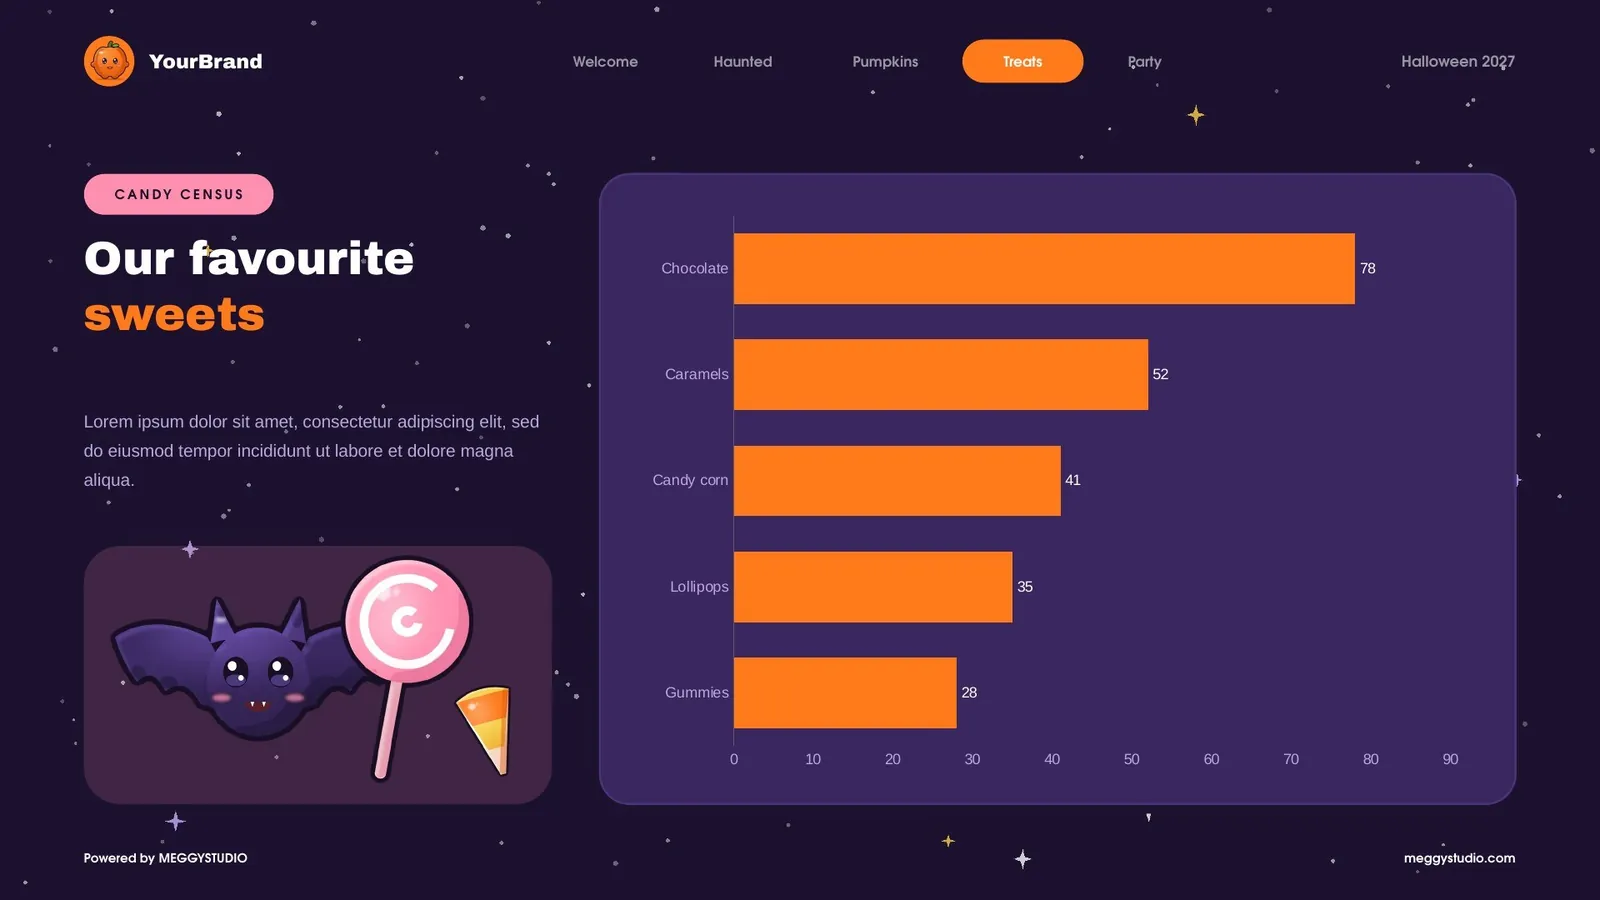 YourBrand
Welcome
Haunted
Pumpkins
Treats
Party
Halloween 2027
CANDY CENSUS
Our favourite
sweets
Lorem ipsum dolor sit amet, consectetur adipiscing elit, sed
do eiusmod tempor incididunt ut labore et dolore magna
aliqua.
Chocolate 78
Caramels 52
Candy corn 41
Lollipops 35
Gummies 28
0 10 20 30 40 50 60 70 80 90
Powered by MEGGYSTUDIO
meggystudio.com